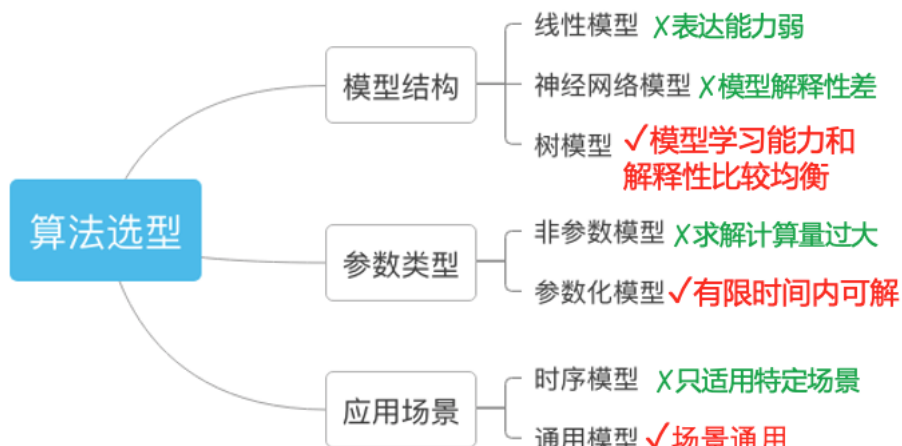 算法选型
模型结构
线性模型 ✗表达能力弱
神经网络模型 ✗模型解释性差
树模型 ✓模型学习能力和
解释性比较均衡
参数类型
非参数模型 ✗求解计算量过大
参数化模型 ✓有限时间内可解
应用场景
时序模型 ✗只适用特定场景
通用模型 ✓场景通用